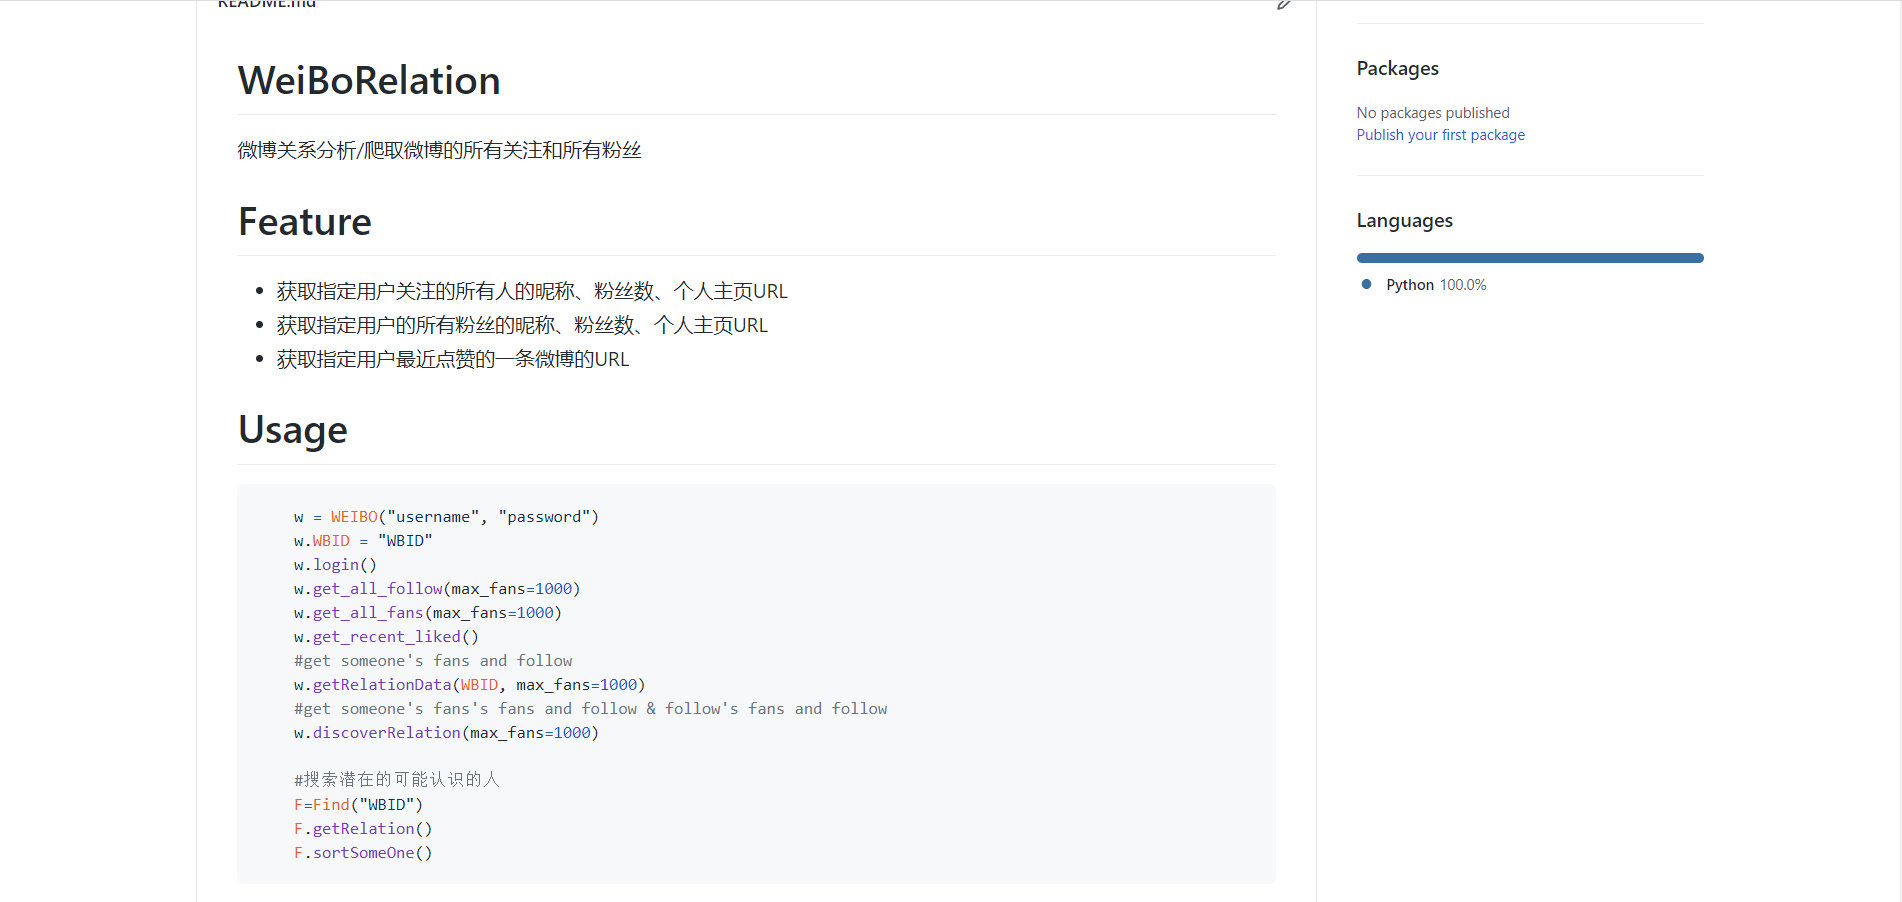 README.md
WeiBoRelation
微博关系分析/爬取微博的所有关注和所有粉丝
Feature
获取指定用户关注的所有人的昵称、粉丝数、个人主页URL
获取指定用户的所有粉丝的昵称、粉丝数、个人主页URL
获取指定用户最近点赞的一条微博的URL
Usage
w = WEIBO("username", "password")
w.WBID = "WBID"
w.login()
w.get_all_follow(max_fans=1000)
w.get_all_fans(max_fans=1000)
w.get_recent_liked()
#get someone's fans and follow
w.getRelationData(WBID, max_fans=1000)
#get someone's fans's fans and follow & follow's fans and follow
w.discoverRelation(max_fans=1000)
#搜索潜在的可能认识的人
F=Find("WBID")
F.getRelation()
F.sortSomeOne()
Packages
No packages published
Publish your first package
Languages
Python 100.0%